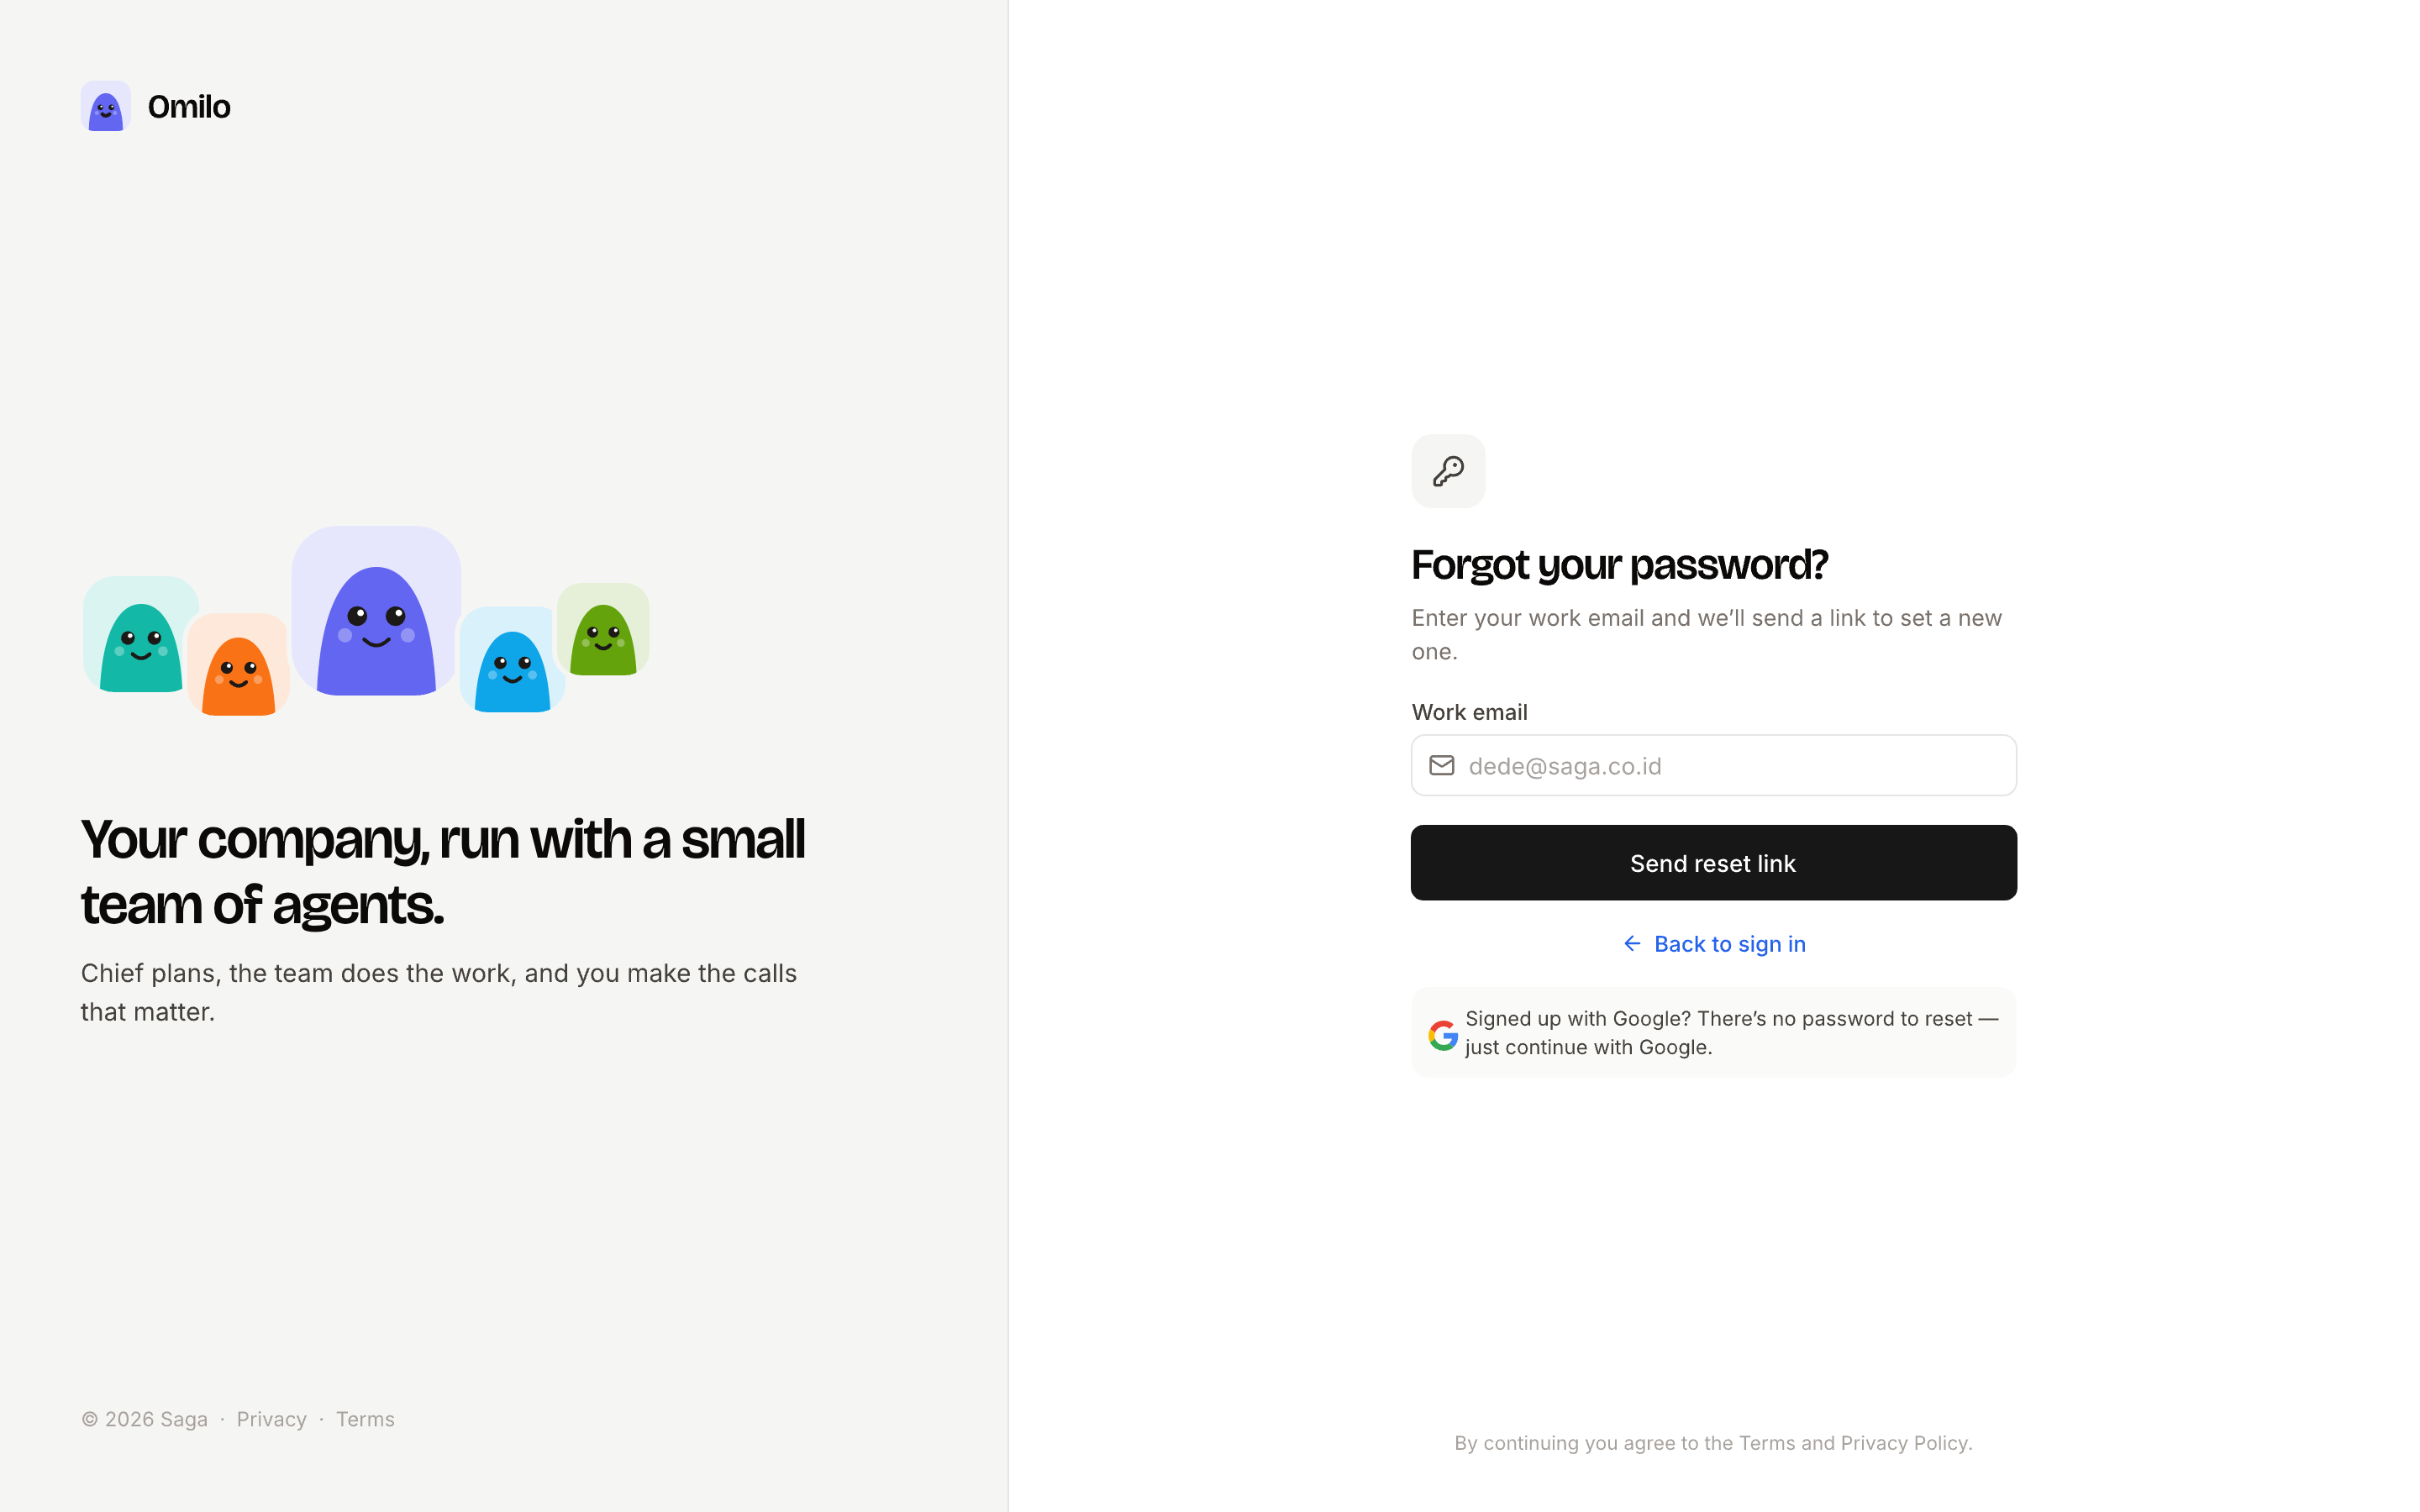 Omilo
Your company, run with a small
team of agents.
Chief plans, the team does the work, and you make the calls
that matter.
© 2026 Saga · Privacy · Terms
Forgot your password?
Enter your work email and we’ll send a link to set a new
one.
Work email
dede@saga.co.id
Send reset link
← Back to sign in
Signed up with Google? There’s no password to reset —
just continue with Google.
By continuing you agree to the Terms and Privacy Policy.